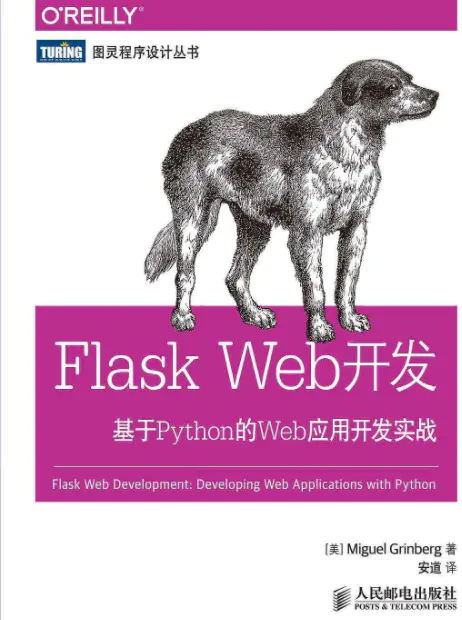 O'REILLY®
TURING 图灵程序设计丛书
Flask Web开发
基于Python的Web应用开发实战
Flask Web Development: Developing Web Applications with Python
[美] Miguel Grinberg 著
安道 译
人民邮电出版社
POSTS & TELECOM PRESS